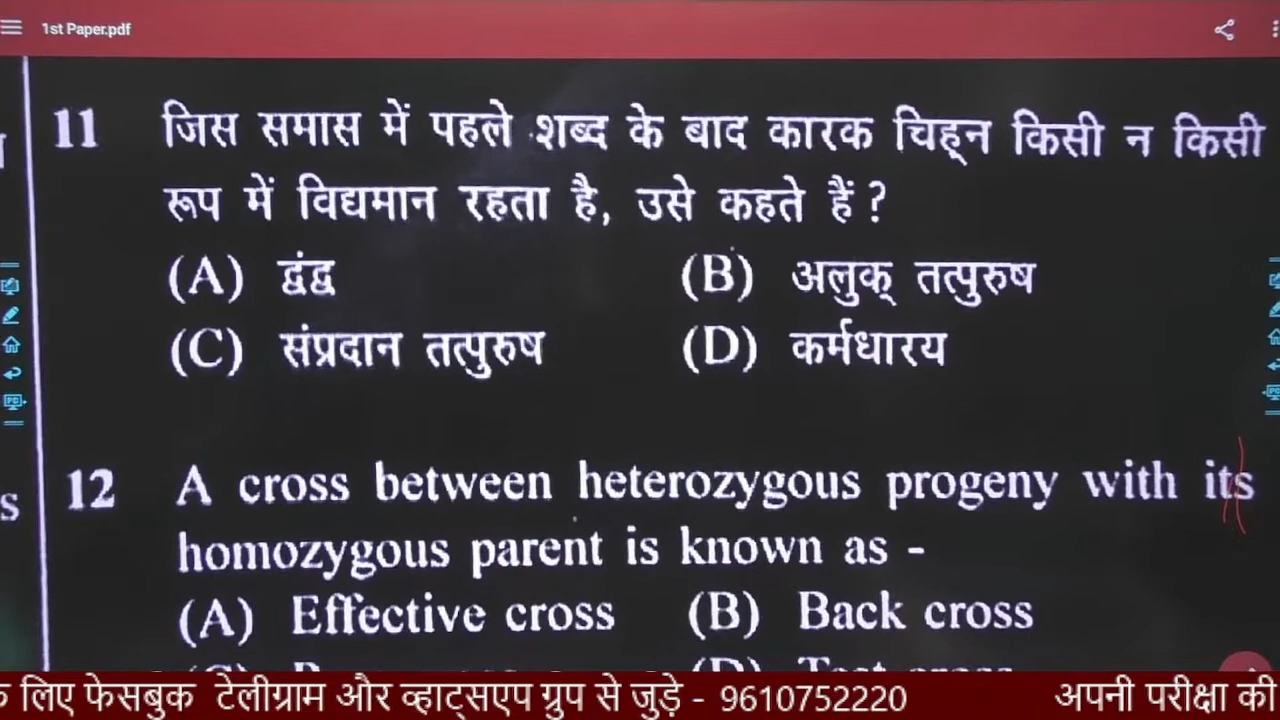 1st Paper.pdf
11 जिस समास में पहले शब्द के बाद कारक चिह्न किसी न किसी
रूप में विद्यमान रहता है, उसे कहते हैं ?
(A) द्वंद्व (B) अलुक् तत्पुरुष
(C) संप्रदान तत्पुरुष (D) कर्मधारय
12 A cross between heterozygous progeny with its
homozygous parent is known as -
(A) Effective cross (B) Back cross
(D) Test cross
लिए फेसबुक टेलीग्राम और व्हाट्सएप ग्रुप से जुड़े - 9610752220 अपनी परीक्षा की